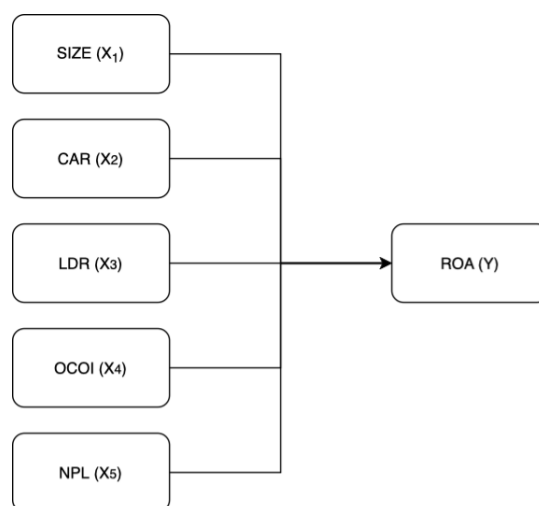 SIZE (X₁)
CAR (X₂)
LDR (X₃)
ROA (Y)
OCOI (X₄)
NPL (X₅)